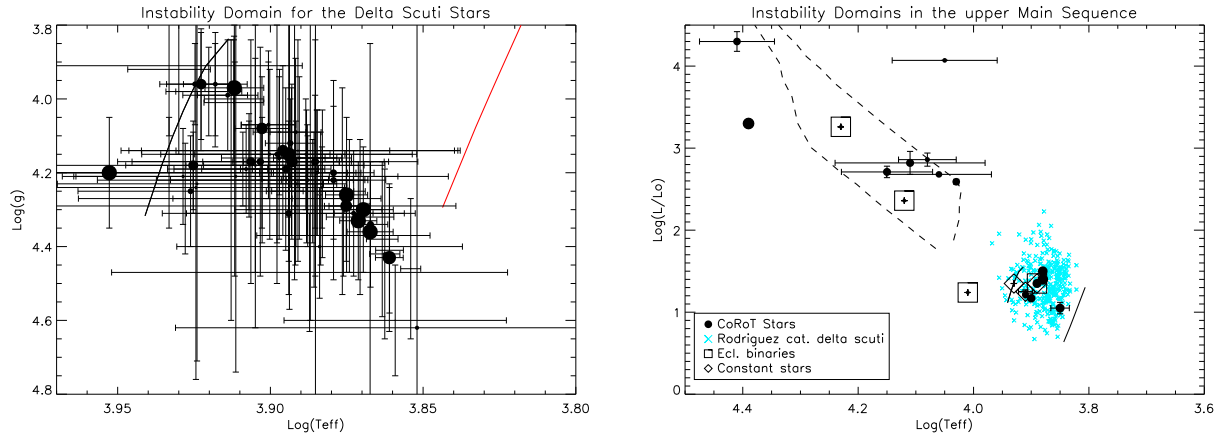 Instability Domain for the Delta Scuti Stars
3.8
4.0
4.2
4.4
4.6
4.8
Log(g)
3.95
3.90
3.85
3.80
Log(Teff)
Instability Domains in the upper Main Sequence
4
3
2
1
0
Log(L/Lo)
CoRoT Stars
Rodriguez cat. delta scuti
Ecl. binaries
Constant stars
4.4
4.2
4.0
3.8
3.6
Log(Teff)